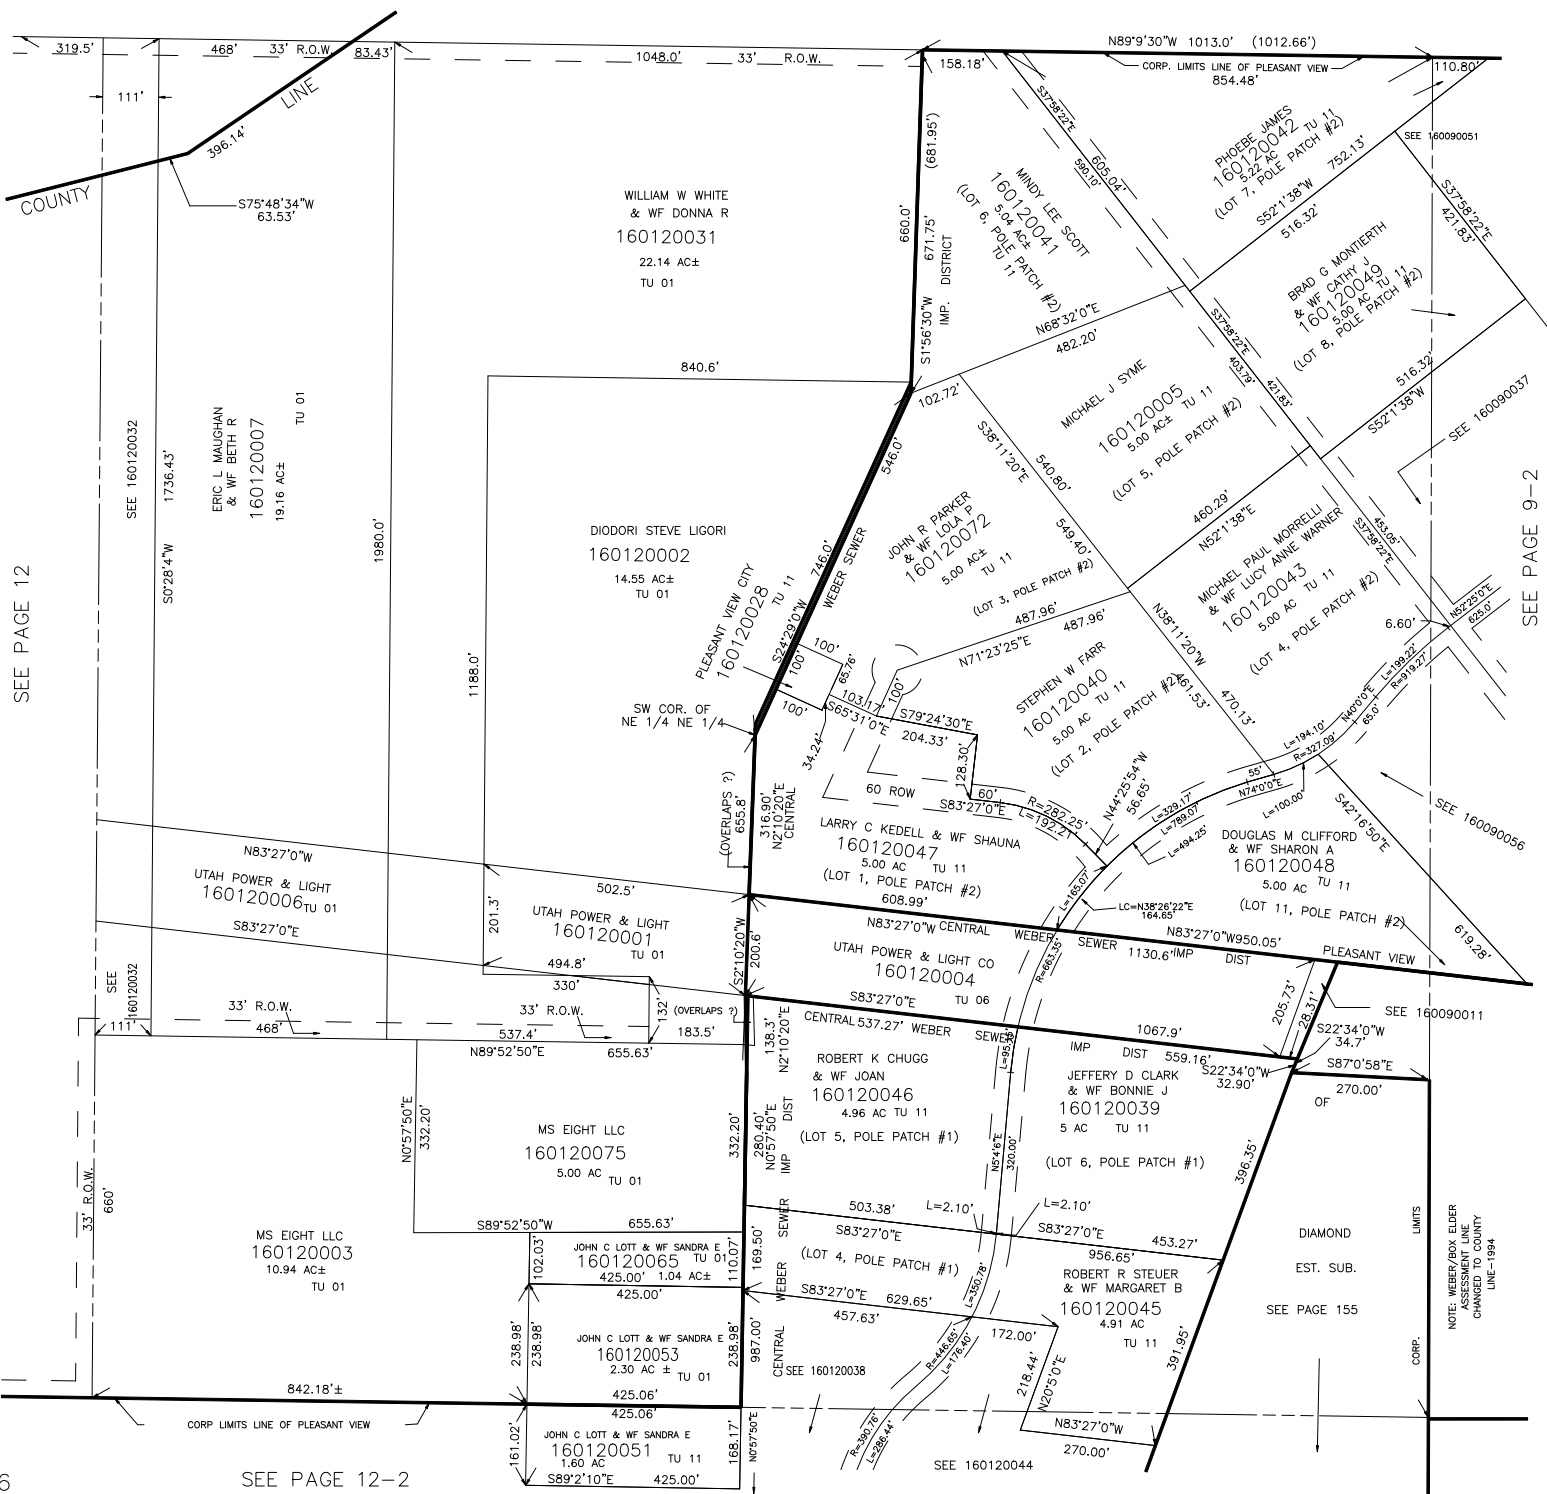 319.5'
468'
33' R.O.W.
83.43'
1048.0'
33' R.O.W.
N89°9'30"W 1013.0' (1012.66')
158.18'
CORP. LIMITS LINE OF PLEASANT VIEW
854.48'
110.80'
111'
COUNTY
LINE
396.14'
S75°48'34"W
63.53'
WILLIAM W WHITE
& WF DONNA R
160120031
22.14 AC±
TU 01
(681.95')
660.0'
671.75'
S1°56'30"W
IMP. DISTRICT
S37°58'22"E
590.10'
605.04'
MINDY LEE SCOTT
160120041
5.04 AC±
(LOT 6, POLE PATCH #2)
TU 11
PHOEBE JAMES
160120042
5.22 AC
TU 11
(LOT 7, POLE PATCH #2)
752.13'
SEE 160090051
S52°1'38"W
516.32'
S37°58'22"E
421.83'
BRAD G MONTIERTH
& WF CATHY J
160120049
5.00 AC TU 11
(LOT 8, POLE PATCH #2)
N68°32'0"E
482.20'
S37°58'22"E
403.79'
421.83'
516.32'
S52°1'38"W
SEE 160090037
840.6'
102.72'
MICHAEL J SYME
160120005
5.00 AC± TU 11
(LOT 5, POLE PATCH #2)
SEE 160120032
1736.43'
S0°28'4"W
ERIC L MAUGHAN
& WF BETH R
160120007
19.16 AC±
TU 01
1980.0'
1188.0'
DIODORI STEVE LIGORI
160120002
14.55 AC±
TU 01
546.0'
746.0'
S24°29'0"W
WEBER SEWER
S38°11'20"E
540.80'
549.40'
JOHN R PARKER
& WF LOLA P
160120072
5.00 AC±
TU 11
(LOT 3, POLE PATCH #2)
487.96'
487.96'
N71°23'25"E
460.29'
N52°1'38"E
453.05'
S37°58'22"E
MICHAEL PAUL MORRELLI
& WF LUCY ANNE WARNER
160120043
5.00 AC TU 11
(LOT 4, POLE PATCH #2)
N52°25'0"E
625.0'
6.60'
SEE PAGE 12
SEE PAGE 9-2
PLEASANT VIEW CITY
160120028
TU 11
100'
100'
100'
65.76'
34.24'
SW COR. OF
NE 1/4 NE 1/4
103.17'
S65°31'0"E
100'
S79°24'30"E
204.33'
128.30'
60 ROW
S83°27'0"E
60'
R=282.25'
L=192.21'
STEPHEN W FARR
160120040
5.00 AC TU 11
(LOT 2, POLE PATCH #2)
N38°11'20"W
461.53'
470.13'
N44°25'54"W
56.65'
L=199.22'
R=919.27'
N40°0'0"E
65.0'
L=194.10'
R=327.09'
55'
N74°0'0"E
L=100.00'
L=329.17'
R=789.07'
L=494.25'
S42°16'50"E
SEE 160090056
DOUGLAS M CLIFFORD
& WF SHARON A
160120048
5.00 AC TU 11
(LOT 11, POLE PATCH #2)
619.28'
(OVERLAPS ?)
655.8'
316.90'
N2°10'20"E
CENTRAL
LARRY C KEDELL & WF SHAUNA
160120047
5.00 AC TU 11
(LOT 1, POLE PATCH #2)
608.99'
L=165.07'
LC=N38°26'22"E
164.65'
N83°27'0"W
UTAH POWER & LIGHT
160120006 TU 01
S83°27'0"E
502.5'
201.3'
UTAH POWER & LIGHT
160120001
TU 01
494.8'
330'
S2°10'20"W
200.6'
N83°27'0"W CENTRAL WEBER SEWER 1130.6' IMP DIST
N83°27'0"W 950.05'
PLEASANT VIEW
UTAH POWER & LIGHT CO
160120004
TU 06
S83°27'0"E
R=663.35'
205.73'
28.31'
SEE 160090011
S22°34'0"W
34.7'
SEE
160120032
111'
468'
33' R.O.W.
33' R.O.W.
537.4'
132'
(OVERLAPS ?)
183.5'
N89°52'50"E
655.63'
CENTRAL 537.27' WEBER SEWER
1067.9'
IMP DIST 559.16'
S22°34'0"W
32.90'
S87°0'58"E
270.00'
OF
138.3'
N2°10'20"E
ROBERT K CHUGG
& WF JOAN
160120046
4.96 AC TU 11
(LOT 5, POLE PATCH #1)
JEFFERY D CLARK
& WF BONNIE J
160120039
5 AC TU 11
(LOT 6, POLE PATCH #1)
N5°4'6"E
320.00'
396.35'
N0°57'50"E
332.20'
MS EIGHT LLC
160120075
5.00 AC TU 01
332.20'
280.40'
N0°57'50"E
IMP DIST
S89°52'50"W
655.63'
33' R.O.W.
660'
MS EIGHT LLC
160120003
10.94 AC±
TU 01
842.18'±
102.03'
JOHN C LOTT & WF SANDRA E
160120065 TU 01
425.00' 1.04 AC±
110.07'
425.00'
169.50'
WEBER SEWER
503.38'
S83°27'0"E
L=2.10'
L=2.10'
S83°27'0"E
453.27'
956.65'
(LOT 4, POLE PATCH #1)
S83°27'0"E 629.65'
457.63'
L=350.78'
ROBERT R STEUER
& WF MARGARET B
160120045
4.91 AC
TU 11
172.00'
218.44'
N20°5'0"E
391.95'
N83°27'0"W
270.00'
238.98'
238.98'
JOHN C LOTT & WF SANDRA E
160120053
2.30 AC ± TU 01
238.98'
425.06'
425.06'
987.00'
CENTRAL
SEE 160120038
R=446.65'
L=176.40'
R=390.76'
L=286.44'
SEE 160120044
DIAMOND
EST. SUB.
SEE PAGE 155
CORP. LIMITS
NOTE: WEBER/BOX ELDER
ASSESSMENT LINE
CHANGED TO COUNTY
LINE-1994
CORP LIMITS LINE OF PLEASANT VIEW
161.02'
JOHN C LOTT & WF SANDRA E
160120051
1.60 AC
TU 11
S89°2'10"E
425.00'
168.17'
N0°57'50"E
6
SEE PAGE 12-2